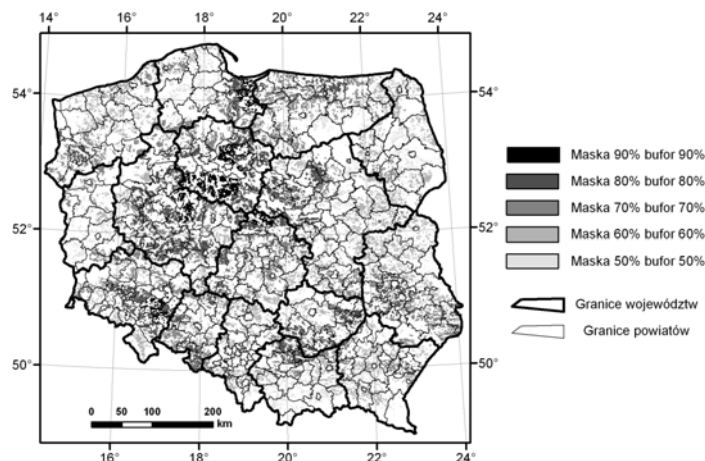 14° 16° 18° 20° 22° 24°
54° 54°
Maska 90% bufor 90%
Maska 80% bufor 80%
52° 52°
Maska 70% bufor 70%
Maska 60% bufor 60%
Maska 50% bufor 50%
Granice województw
Granice powiatów
50° 50°
0 50 100 200
km
16° 18° 20° 22° 24°